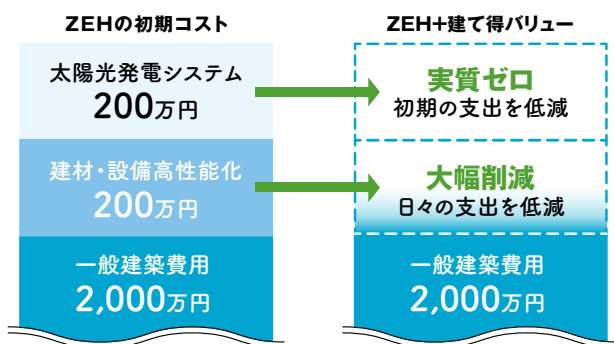 ZEHの初期コスト
太陽光発電システム
200万円
建材・設備高性能化
200万円
一般建築費用
2,000万円
ZEH+建て得バリュー
実質ゼロ
初期の支出を低減
大幅削減
日々の支出を低減
一般建築費用
2,000万円